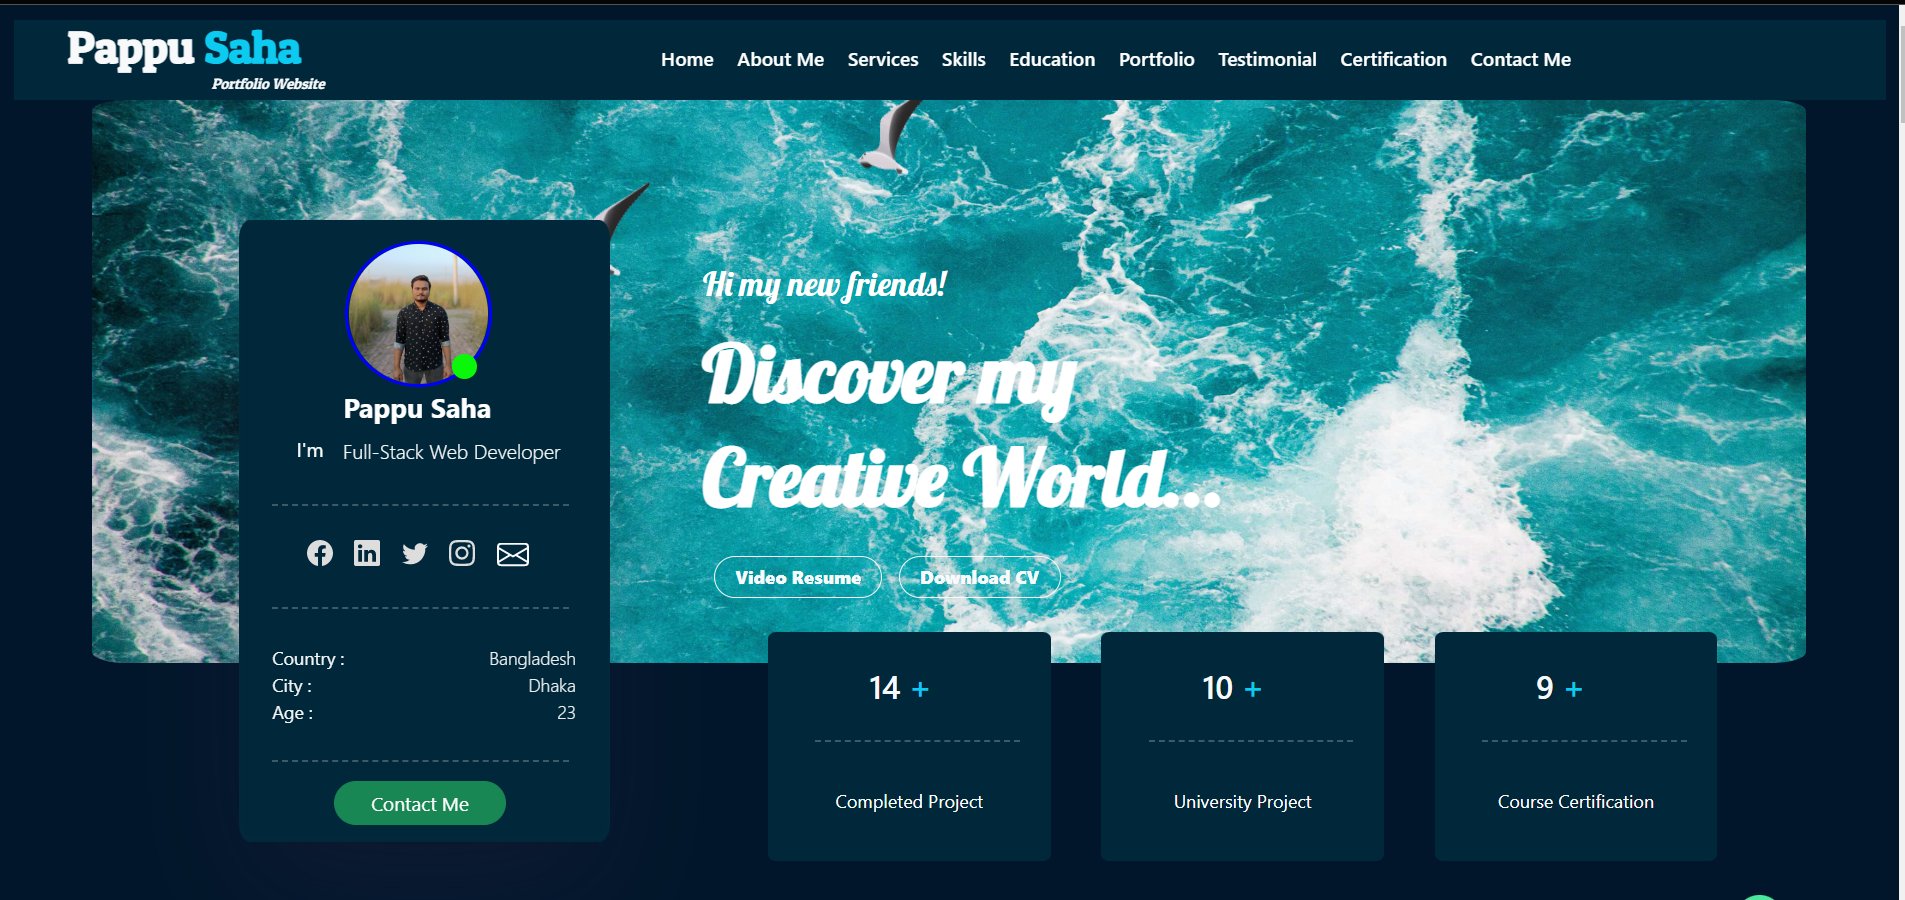 Pappu Saha
Portfolio Website
Home About Me Services Skills Education Portfolio Testimonial Certification Contact Me
Pappu Saha
I'm Full-Stack Web Developer
Country : Bangladesh
City : Dhaka
Age : 23
Contact Me
Hi my new friends!
Discover my
Creative World...
Video Resume Download CV
14 +
Completed Project
10 +
University Project
9 +
Course Certification